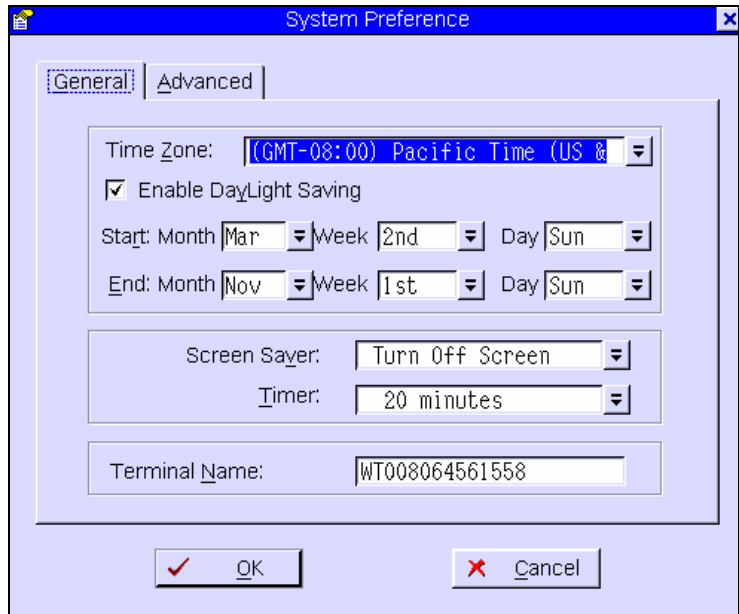 System Preference
General Advanced
Time Zone: (GMT-08:00) Pacific Time (US &
Enable DayLight Saving
Start: Month Mar Week 2nd Day Sun
End: Month Nov Week 1st Day Sun
Screen Saver: Turn Off Screen
Timer: 20 minutes
Terminal Name: WT008064561558
OK Cancel